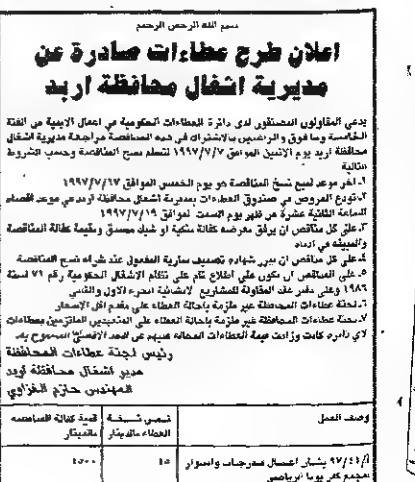 بسم الله الرحمن الرحيم
اعلان طرح عطاءات صادرة عن
مديرية اشغال محافظة اربد
يدعى المقاولون المصنفون لدى دائرة العطاءات الحكومية في اعمال الابنية من الفئة
الخامسة وما فوق والراغبين بالاشتراك في هذه المناقصة مراجعة مديرية اشغال
محافظة اربد يوم الاثنين الموافق ١٩٩٧/٧/٧ لتسلم نسخ المناقصة وحسب الشروط
التالية
١- اخر موعد لبيع نسخ المناقصة هو يوم الخميس الموافق ١٩٩٧/٧/١٧
٢- تودع العروض في صندوق العطاءات بمديرية اشغال محافظة اربد في موعد اقصاه
الساعة الثانية عشرة من ظهر يوم السبت الموافق ١٩٩٧/٧/١٩
٣- على كل مناقص ان يرفق بعرضه كفالة بنكية او شيك مصدق وبقيمة كفالة المناقصة
والمبينه في ادناه
٤- على كل مناقص ان يبرز شهادة تصنيف سارية المفعول عند شراء نسخ المناقصة
٥- على المناقص ان يكون على اطلاع تام على نظام الاشغال الحكومية رقم ٧١ لسنة
١٩٨٦ وعلى دفتر عقد المقاولة للمشاريع الانشائية الجزء الاول والثاني
٦- لجنة عطاءات المحافظة غير ملزمة باحالة العطاء على مقدم اقل الاسعار
٧- لجنة عطاءات المحافظة غير ملزمة باحالة العطاء على المتعهدين الملتزمين بعطاءات
لاي دائرة كانت وزادت قيمة العطاءات المحالة عليهم عن الحد الاقصى المسموح به
رئيس لجنة عطاءات المحافظة
مدير اشغال محافظة اربد
المهندس حازم الغزاوي
وصف العمل
ثمن نسخة العطاء بالدينار
قيمة كفالة المناقصة بالدينار
اعمال مدرجات واسوار
مجمع كفر يوبا الرياضي
١٥